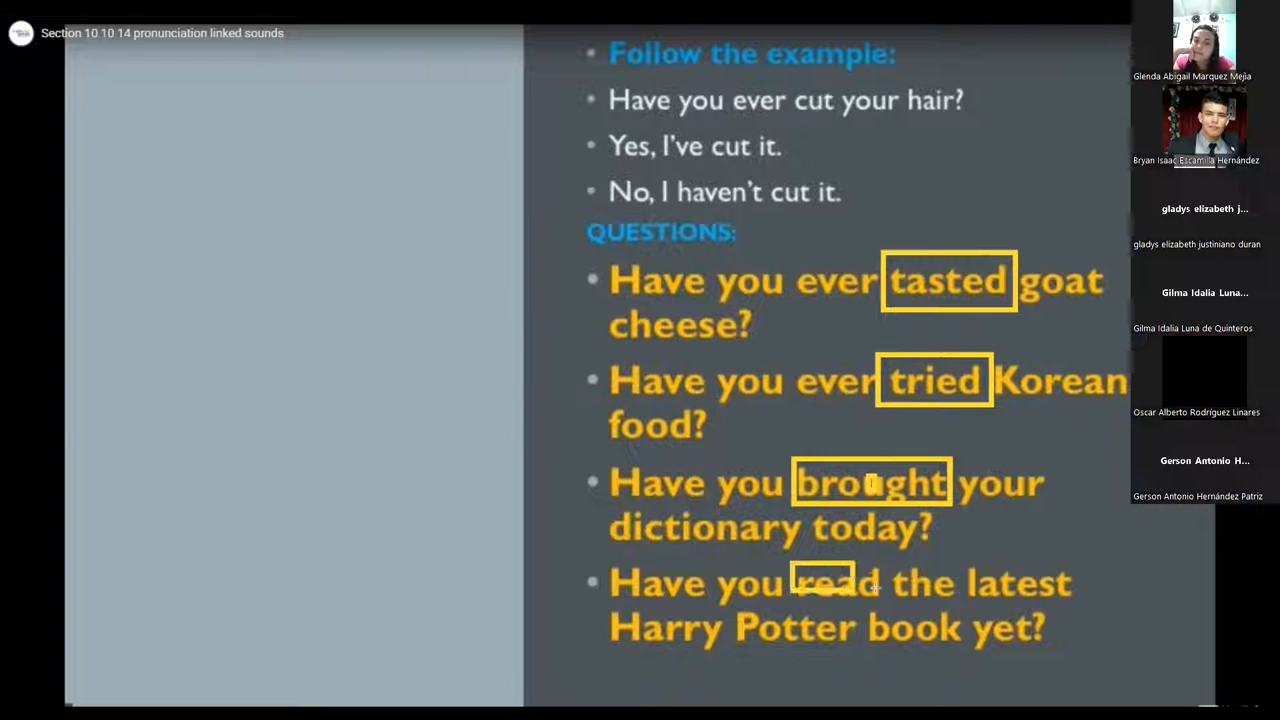 Section 10 10 14 pronunciation linked sounds
Follow the example:
Have you ever cut your hair?
Yes, I've cut it.
No, I haven't cut it.
QUESTIONS:
Have you ever tasted goat
cheese?
Have you ever tried Korean
food?
Have you brought your
dictionary today?
Have you read the latest
Harry Potter book yet?
Glenda Abigail Marquez Mejia
Bryan Isaac Escamilla Hernández
gladys elizabeth j...
gladys elizabeth justiniano duran
Gilma Idalia Luna...
Gilma Idalia Luna de Quinteros
Oscar Alberto Rodríguez Linares
Gerson Antonio H...
Gerson Antonio Hernández Patriz